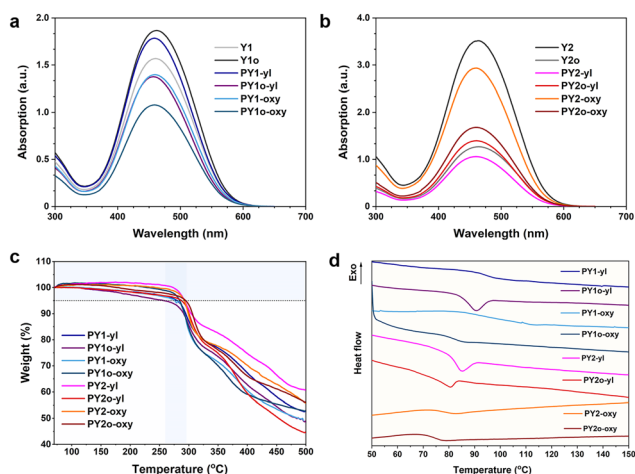 a
2.0
1.5
1.0
0.5
0
300
400
500
600
700
Absorption (a.u.)
Wavelength (nm)
Y1
Y1o
PY1-yl
PY1o-yl
PY1-oxy
PY1o-oxy
b
4.0
3.0
2.0
1.0
0
300
400
500
600
700
Absorption (a.u.)
Wavelength (nm)
Y2
Y2o
PY2-yl
PY2o-yl
PY2-oxy
PY2o-oxy
c
110
100
90
80
70
60
50
40
100
200
300
400
500
Weight (%)
Temperature (°C)
PY1-yl
PY1o-yl
PY1-oxy
PY1o-oxy
PY2-yl
PY2o-yl
PY2-oxy
PY2o-oxy
d
Exo
Heat flow
PY1-yl
PY1o-yl
PY1-oxy
PY1o-oxy
PY2-yl
PY2o-yl
PY2-oxy
PY2o-oxy
50
60
70
80
90
100
110
120
130
140
150
Temperature (°C)